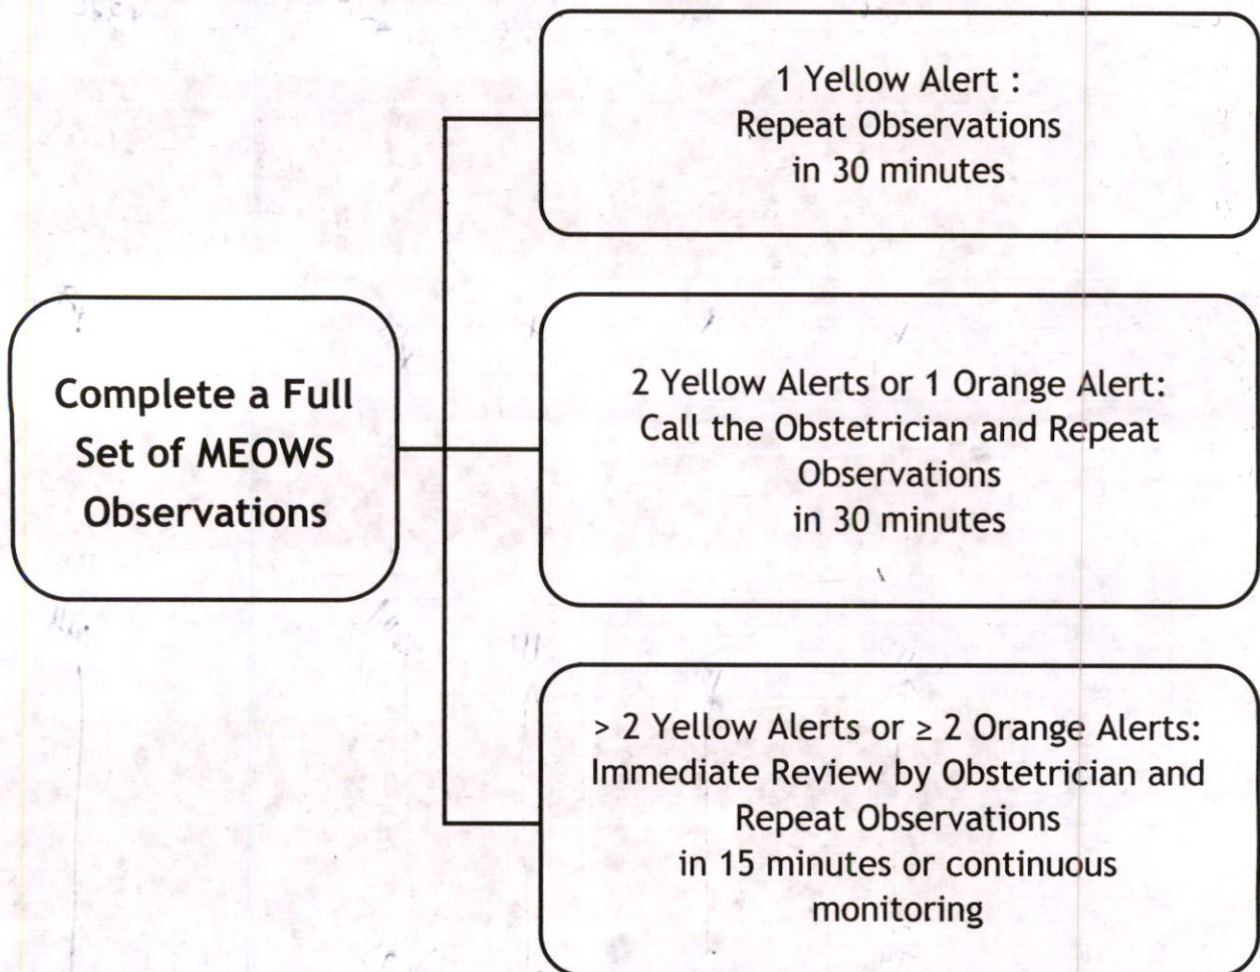 1 Yellow Alert :
Repeat Observations
in 30 minutes
Complete a Full
Set of MEOWS
Observations
2 Yellow Alerts or 1 Orange Alert:
Call the Obstetrician and Repeat
Observations
in 30 minutes
> 2 Yellow Alerts or ≥ 2 Orange Alerts:
Immediate Review by Obstetrician and
Repeat Observations
in 15 minutes or continuous
monitoring